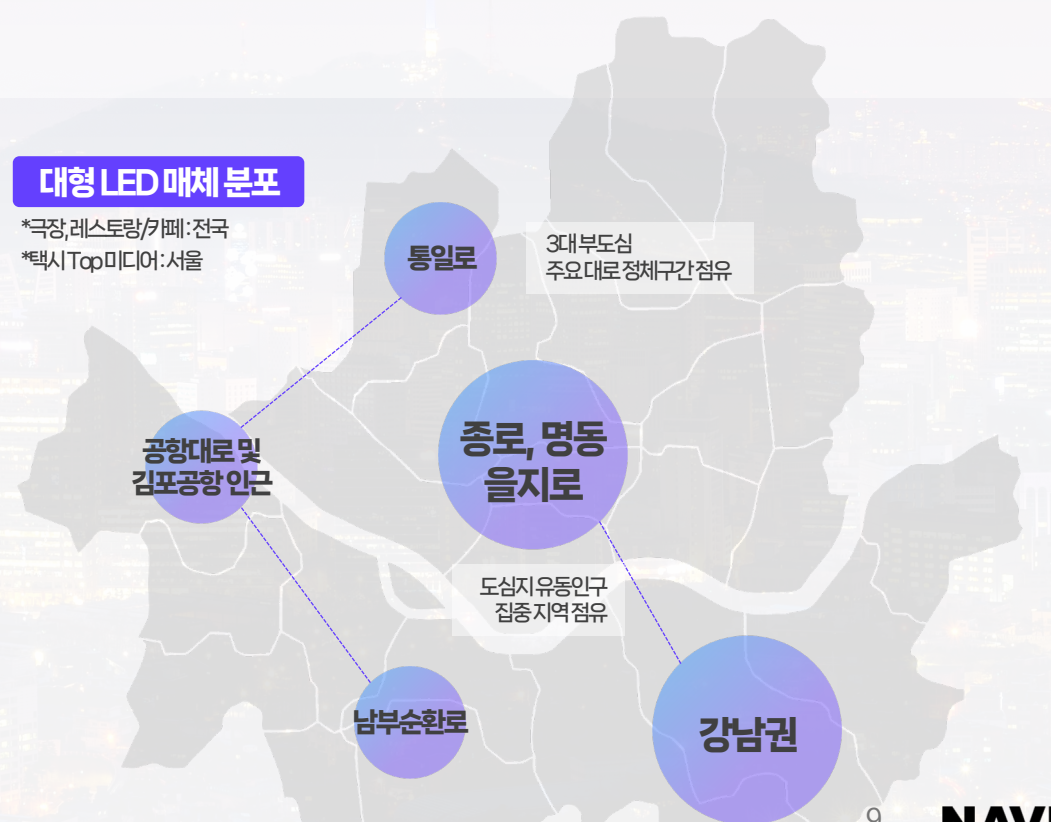 대형 LED 매체 분포
*극장,레스토랑/카페 : 전국
*택시 Top 미디어 : 서울
통일로
3대 부도심
주요 대로 정체구간 점유
공항대로 및
김포공항 인근
종로, 명동
을지로
도심지 유동인구
집중 지역 점유
남부순환로
강남권
9